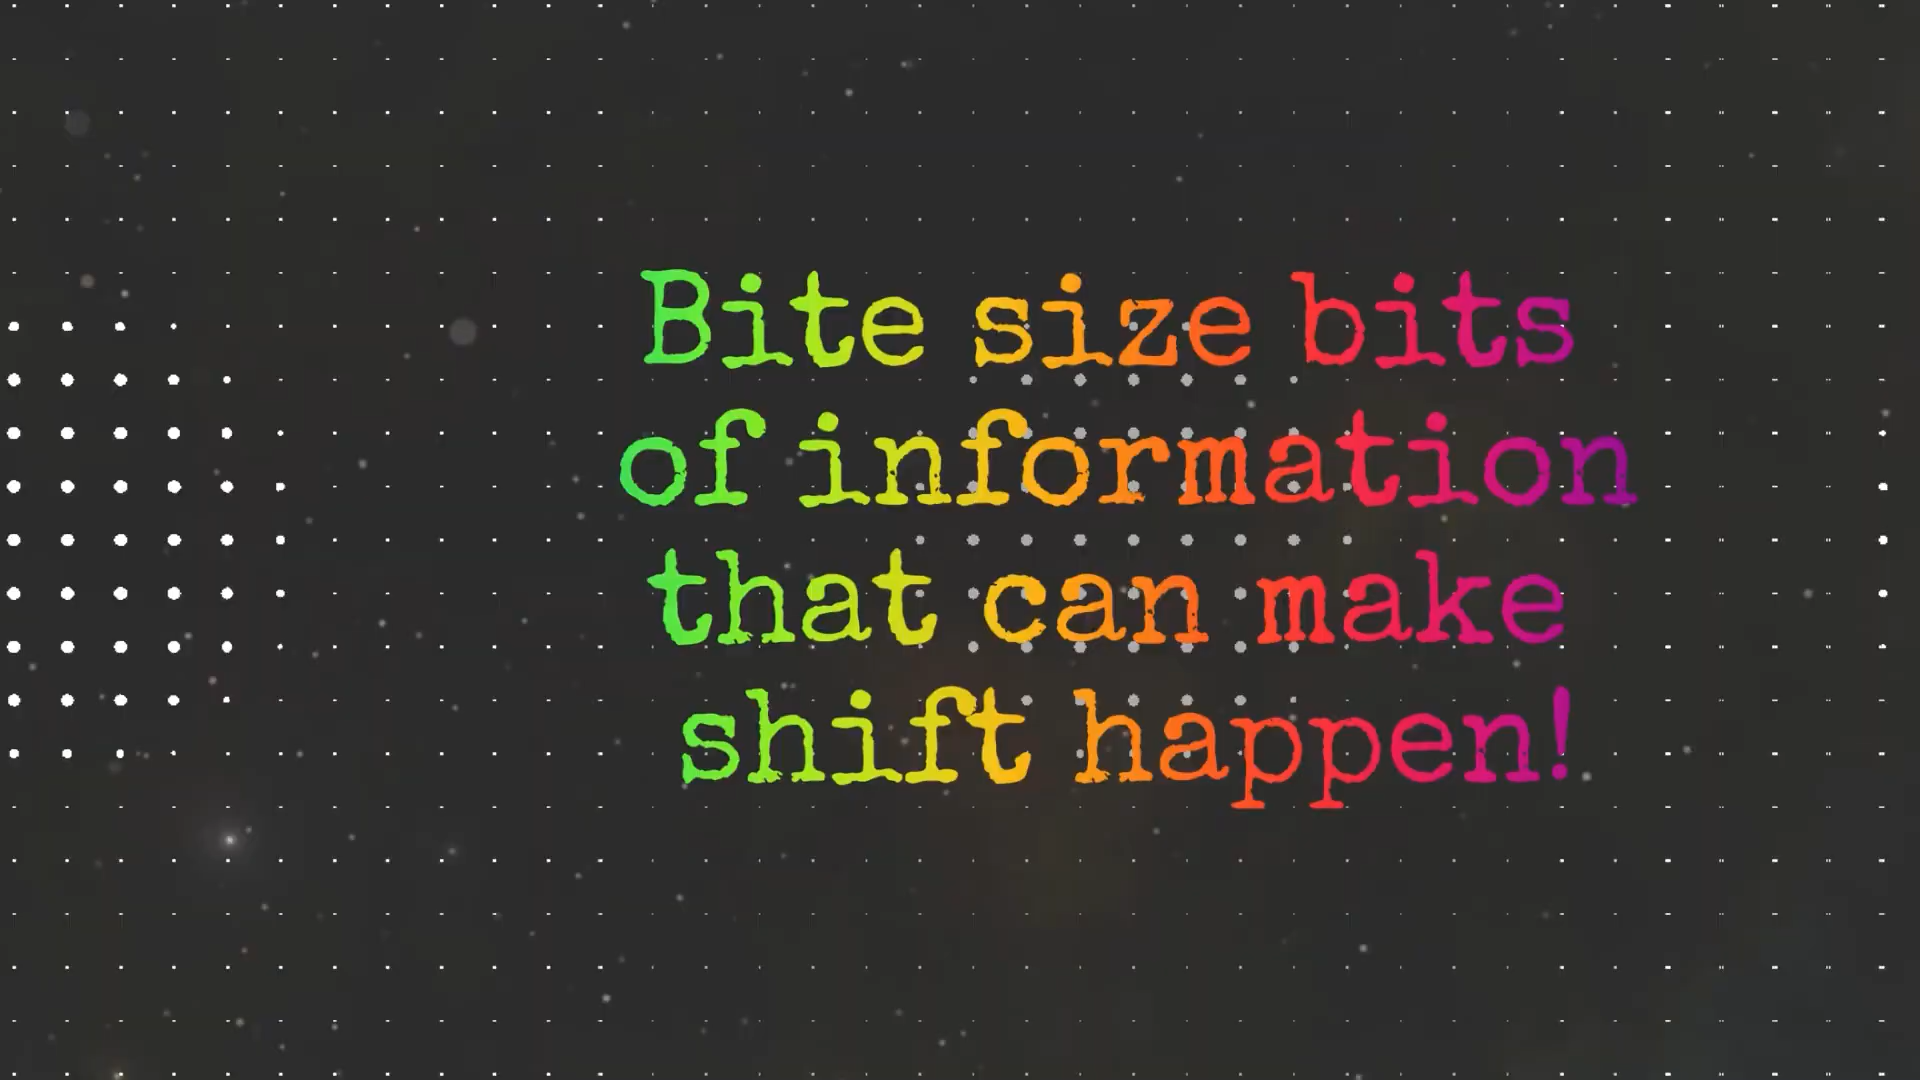 Bite size bits
of information
that can make
shift happen!